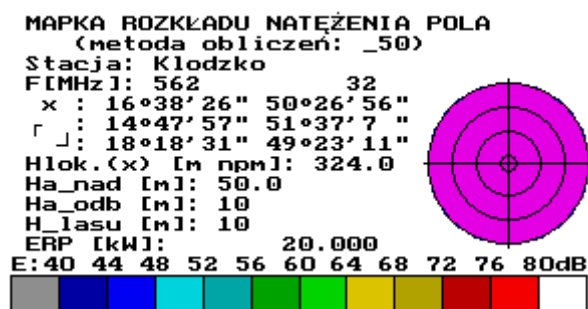 MAPKA ROZKŁADU NATĘŻENIA POLA
(metoda obliczeń: _50)
Stacja: Klodzko
F[MHz]: 562 32
x : 16°38'26" 50°26'56"
┌ : 14°47'57" 51°37'7 "
┘: 18°18'31" 49°23'11"
Hlok.(x) [m npm]: 324.0
Ha_nad [m]: 50.0
Ha_odb [m]: 10
H_lasu [m]: 10
ERP [kW]: 20.000
E:40 44 48 52 56 60 64 68 72 76 80dB